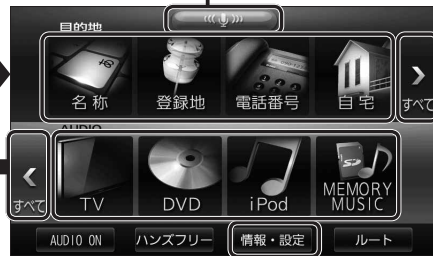 目的地
名称 登録地 電話番号 自宅 すべて
AUDIO
すべて TV DVD iPod MEMORY MUSIC
SD
AUDIO ON ハンズフリー 情報・設定 ルート